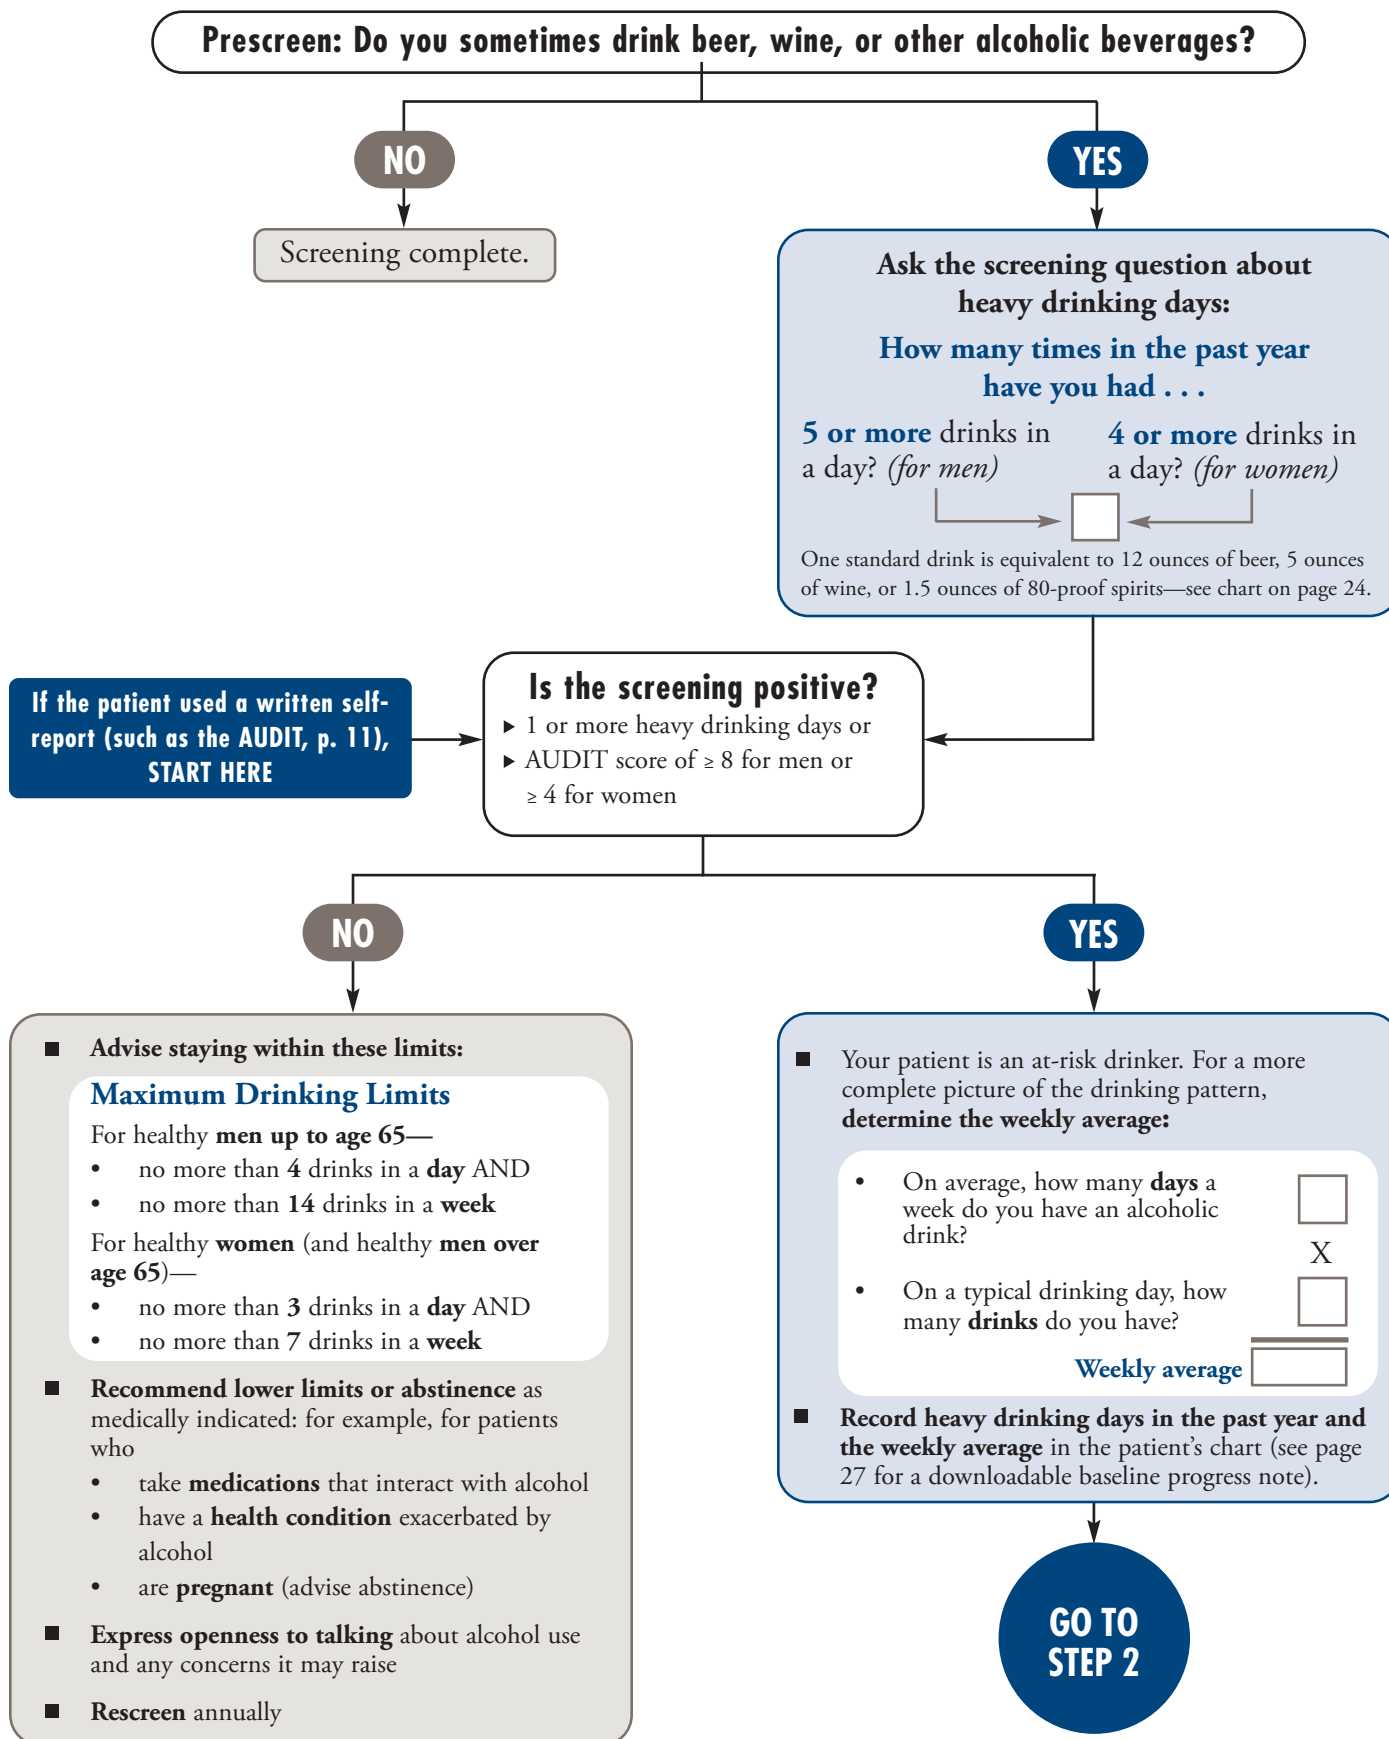 Prescreen: Do you sometimes drink beer, wine, or other alcoholic beverages?
NO
YES
Screening complete.
Ask the screening question about
heavy drinking days:
How many times in the past year
have you had . . .
5 or more drinks in
a day? (for men)
4 or more drinks in
a day? (for women)
One standard drink is equivalent to 12 ounces of beer, 5 ounces
of wine, or 1.5 ounces of 80-proof spirits—see chart on page 24.
If the patient used a written self-
report (such as the AUDIT, p. 11),
START HERE
Is the screening positive?
▶ 1 or more heavy drinking days or
▶ AUDIT score of ≥ 8 for men or
≥ 4 for women
NO
YES
■ Advise staying within these limits:
Maximum Drinking Limits
For healthy men up to age 65—
• no more than 4 drinks in a day AND
• no more than 14 drinks in a week
For healthy women (and healthy men over
age 65)—
• no more than 3 drinks in a day AND
• no more than 7 drinks in a week
■ Recommend lower limits or abstinence as
medically indicated: for example, for patients
who
• take medications that interact with alcohol
• have a health condition exacerbated by
alcohol
• are pregnant (advise abstinence)
■ Express openness to talking about alcohol use
and any concerns it may raise
■ Rescreen annually
■ Your patient is an at-risk drinker. For a more
complete picture of the drinking pattern,
determine the weekly average:
• On average, how many days a
week do you have an alcoholic
drink?
X
• On a typical drinking day, how
many drinks do you have?
Weekly average
■ Record heavy drinking days in the past year and
the weekly average in the patient’s chart (see page
27 for a downloadable baseline progress note).
GO TO
STEP 2